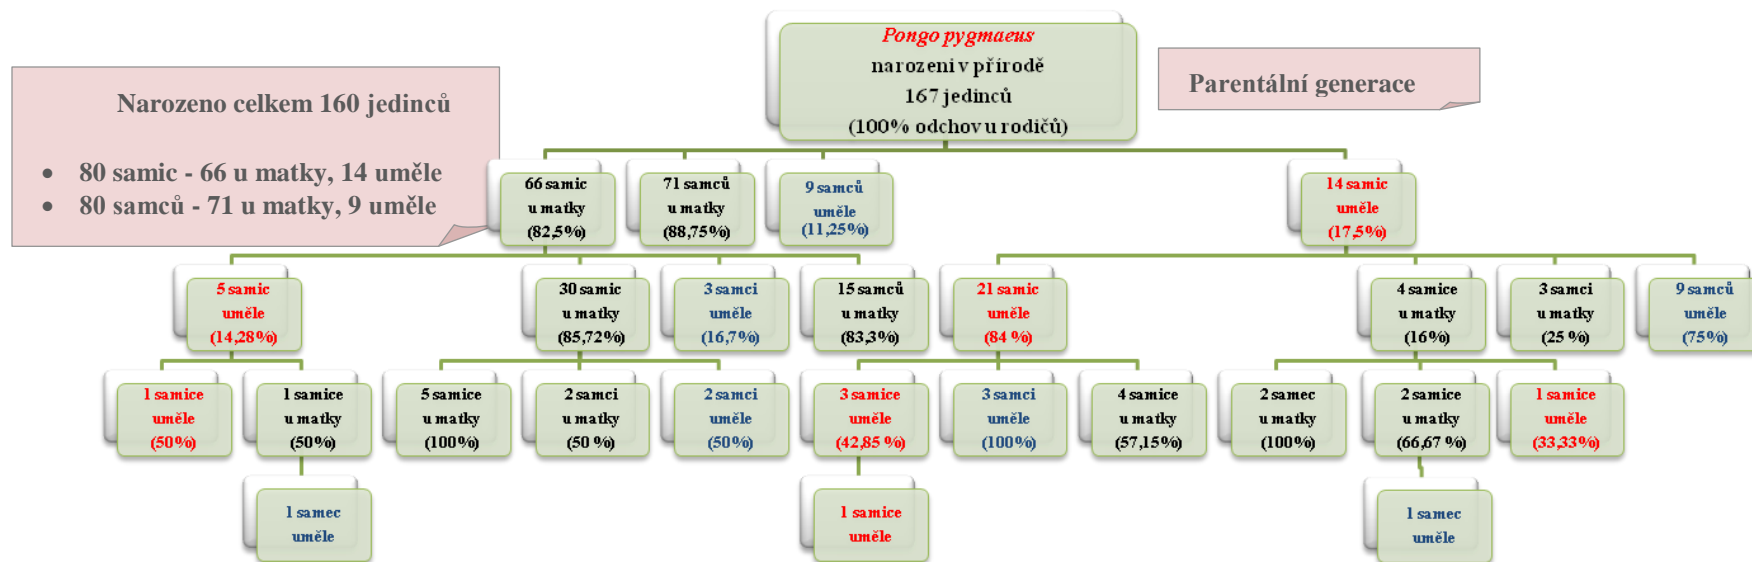 Pongo pygmaeus
narozeni v přírodě
167 jedinců
(100% odchov u rodičů)
Parentální generace
Narozeno celkem 160 jedinců
• 80 samic - 66 u matky, 14 uměle
• 80 samců - 71 u matky, 9 uměle
66 samic
u matky
(82,5%)
71 samců
u matky
(88,75%)
9 samců
uměle
(11,25%)
14 samic
uměle
(17,5%)
5 samic
uměle
(14,28%)
30 samic
u matky
(85,72%)
3 samci
uměle
(16,7%)
15 samců
u matky
(83,3%)
21 samic
uměle
(84 %)
4 samice
u matky
(16%)
3 samci
u matky
(25 %)
9 samců
uměle
(75%)
1 samice
uměle
(50%)
1 samice
u matky
(50%)
5 samice
u matky
(100%)
2 samci
u matky
(50 %)
2 samci
uměle
(50%)
3 samice
uměle
(42,85 %)
3 samci
uměle
(100%)
4 samice
u matky
(57,15%)
2 samec
u matky
(100%)
2 samice
u matky
(66,67 %)
1 samice
uměle
(33,33%)
1 samec
uměle
1 samice
uměle
1 samec
uměle